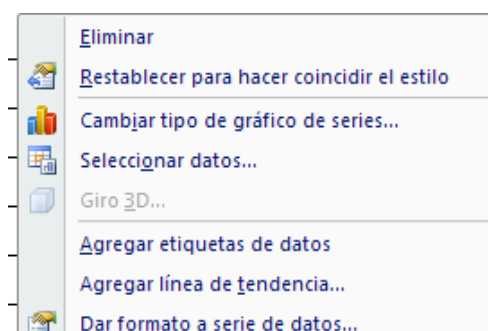 Eliminar
Restablecer para hacer coincidir el estilo
Cambiar tipo de gráfico de series...
Seleccionar datos...
Giro 3D...
Agregar etiquetas de datos
Agregar línea de tendencia...
Dar formato a serie de datos...